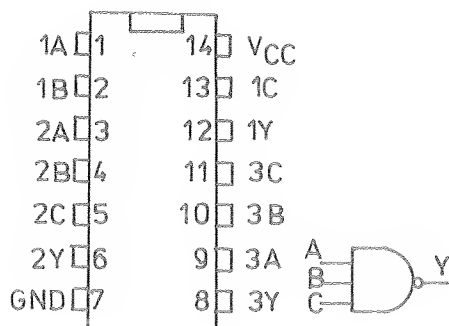 1A 1 14 VCC
1B 2 13 1C
2A 3 12 1Y
2B 4 11 3C
2C 5 10 3B
2Y 6 9 3A
GND 7 8 3Y
A
B
C
Y